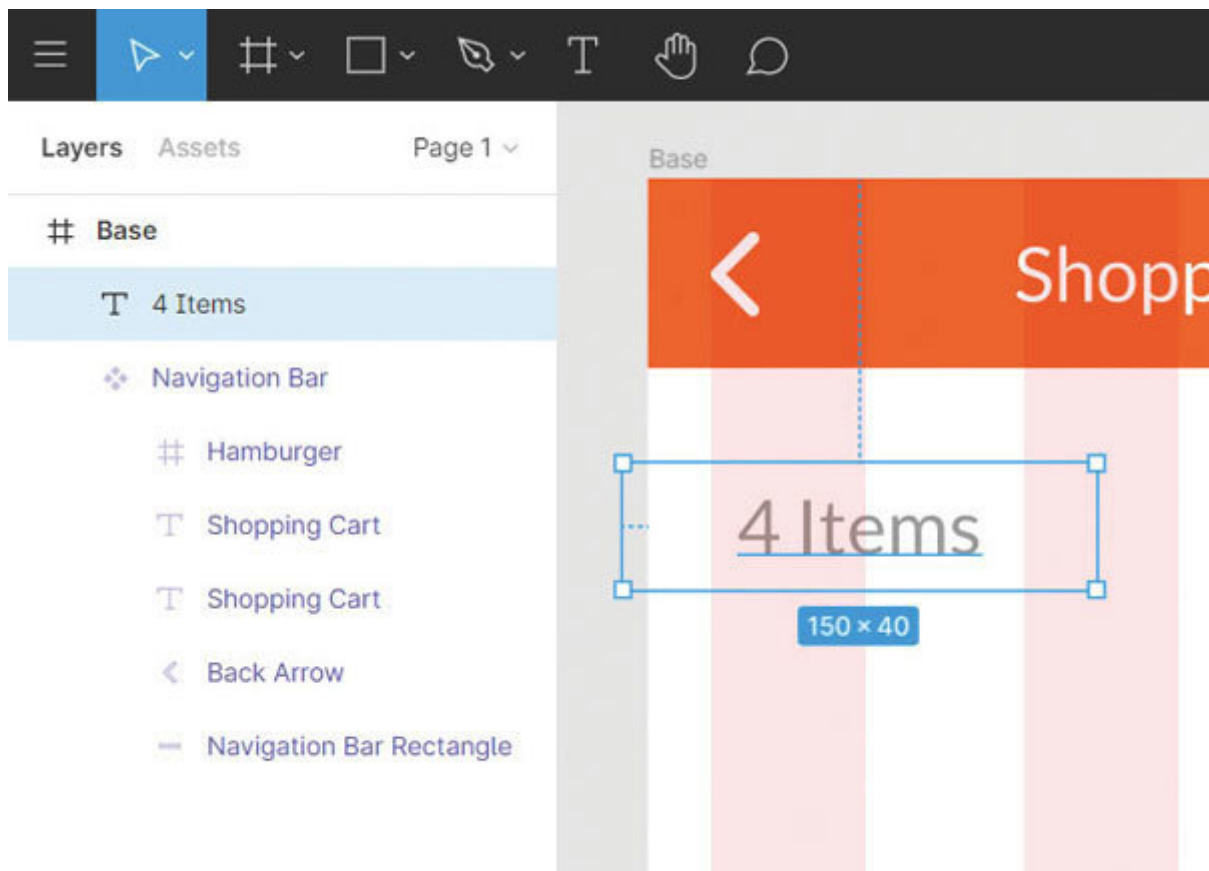 Layers Assets Page 1
Base
4 Items
Navigation Bar
Hamburger
Shopping Cart
Shopping Cart
Back Arrow
Navigation Bar Rectangle
Base
Shopp
4 Items
150 × 40